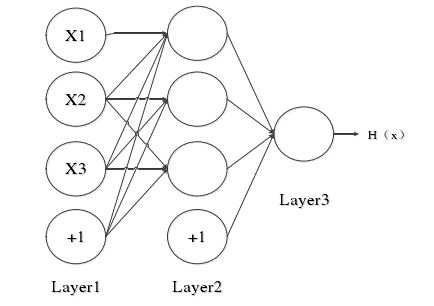 X1
X2
X3
+1
+1
H（x）
Layer3
Layer1
Layer2